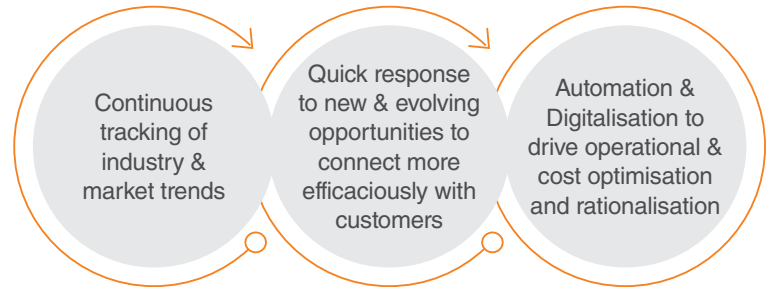 Continuous
tracking of
industry &
market trends
Quick response
to new & evolving
opportunities to
connect more
efficaciously with
customers
Automation &
Digitalisation to
drive operational &
cost optimisation
and rationalisation